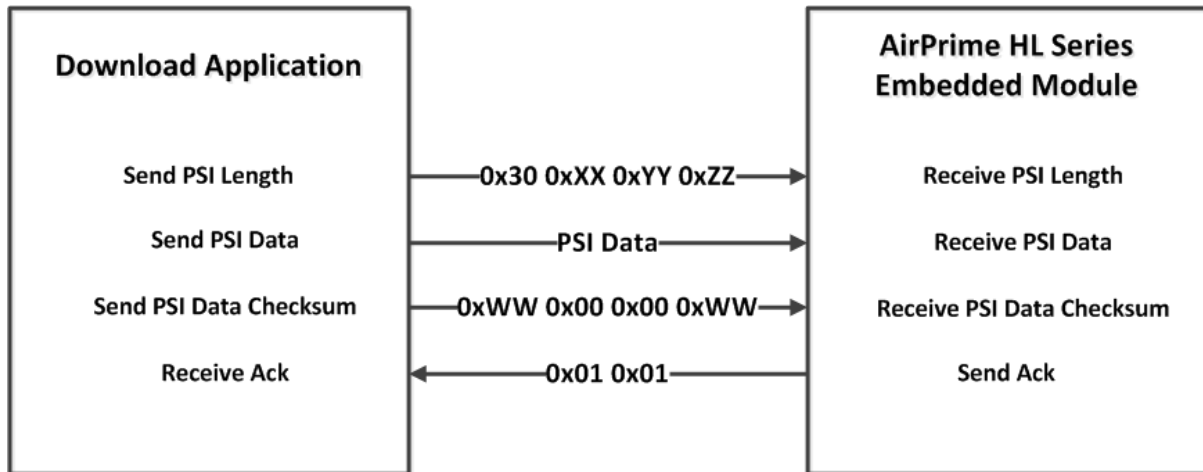 Download Application
AirPrime HL Series
Embedded Module
Send PSI Length
0x30 0xXX 0xYY 0xZZ
Receive PSI Length
Send PSI Data
PSI Data
Receive PSI Data
Send PSI Data Checksum
0xWW 0x00 0x00 0xWW
Receive PSI Data Checksum
Receive Ack
0x01 0x01
Send Ack